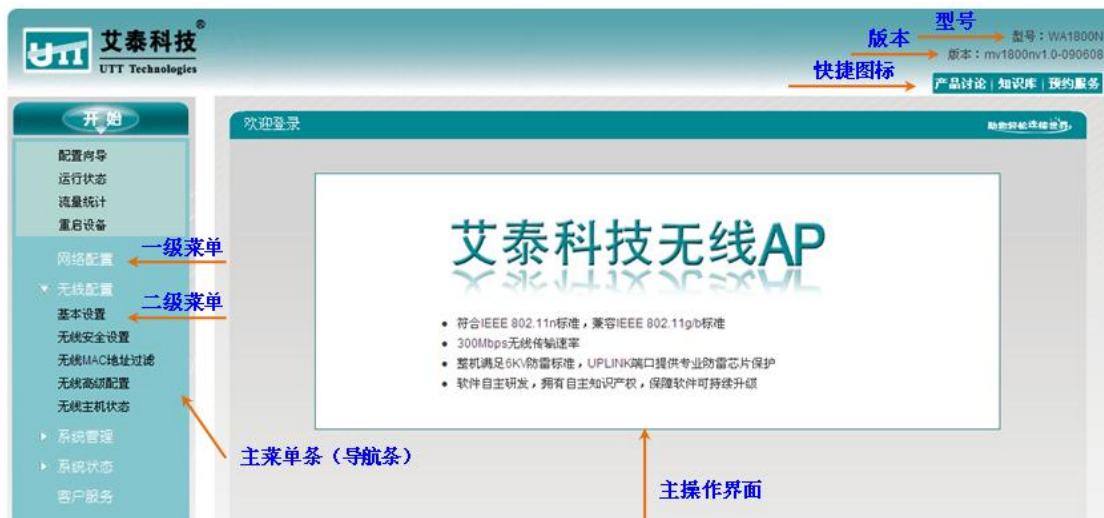 艾泰科技®
UTT
UTT Technologies
型号
型号：WA1800N
版本
版本：mv1800nv1.0-090608
快捷图标
产品讨论 | 知识库 | 预约服务
开始
配置向导
运行状态
流量统计
重启设备
一级菜单
网络配置
无线配置
二级菜单
基本设置
无线安全设置
无线MAC地址过滤
无线高级配置
无线主机状态
主菜单条（导航条）
系统管理
系统状态
客户服务
欢迎登录
助您轻松连接世界
艾泰科技无线AP
符合IEEE 802.11n标准，兼容IEEE 802.11g/b标准
300Mbps无线传输速率
整机满足6KV防雷标准，UPLINK端口提供专业防雷芯片保护
软件自主研发，拥有自主知识产权，保障软件可持续升级
主操作界面